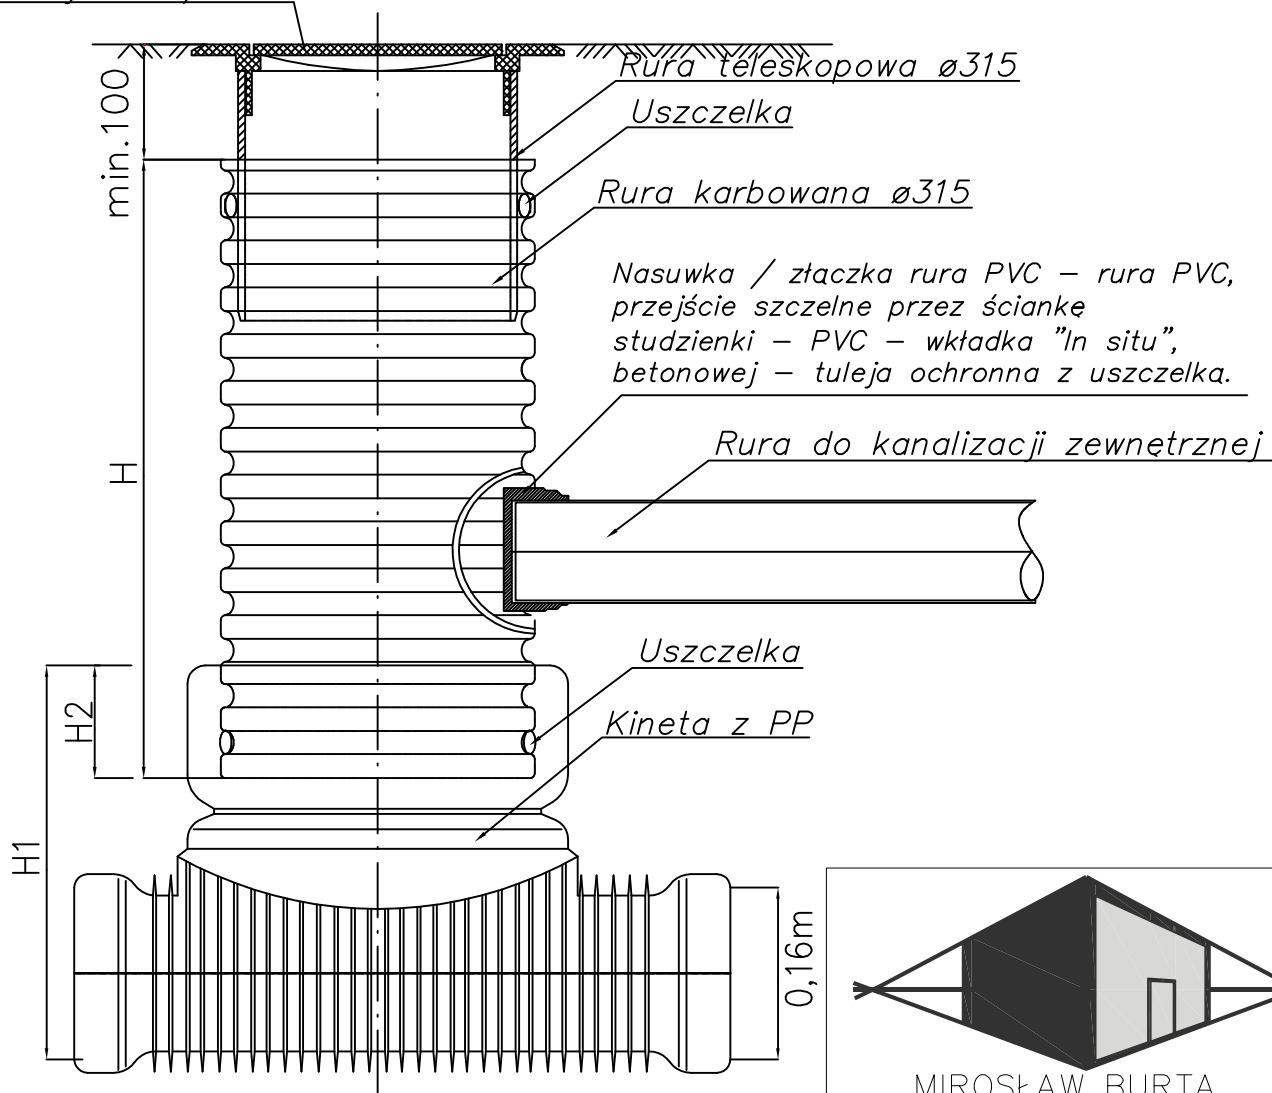 Rura teleskopowa ø315
min.100
Uszczelka
Rura karbowana ø315
Nasuwka / złączka rura PVC – rura PVC,
przejście szczelne przez ściankę
studzienki – PVC – wkładka "In situ",
betonowej – tuleja ochronna z uszczelką.
Rura do kanalizacji zewnętrznej
H
Uszczelka
H2
Kineta z PP
H1
0,16m
MIROSŁAW BURTA